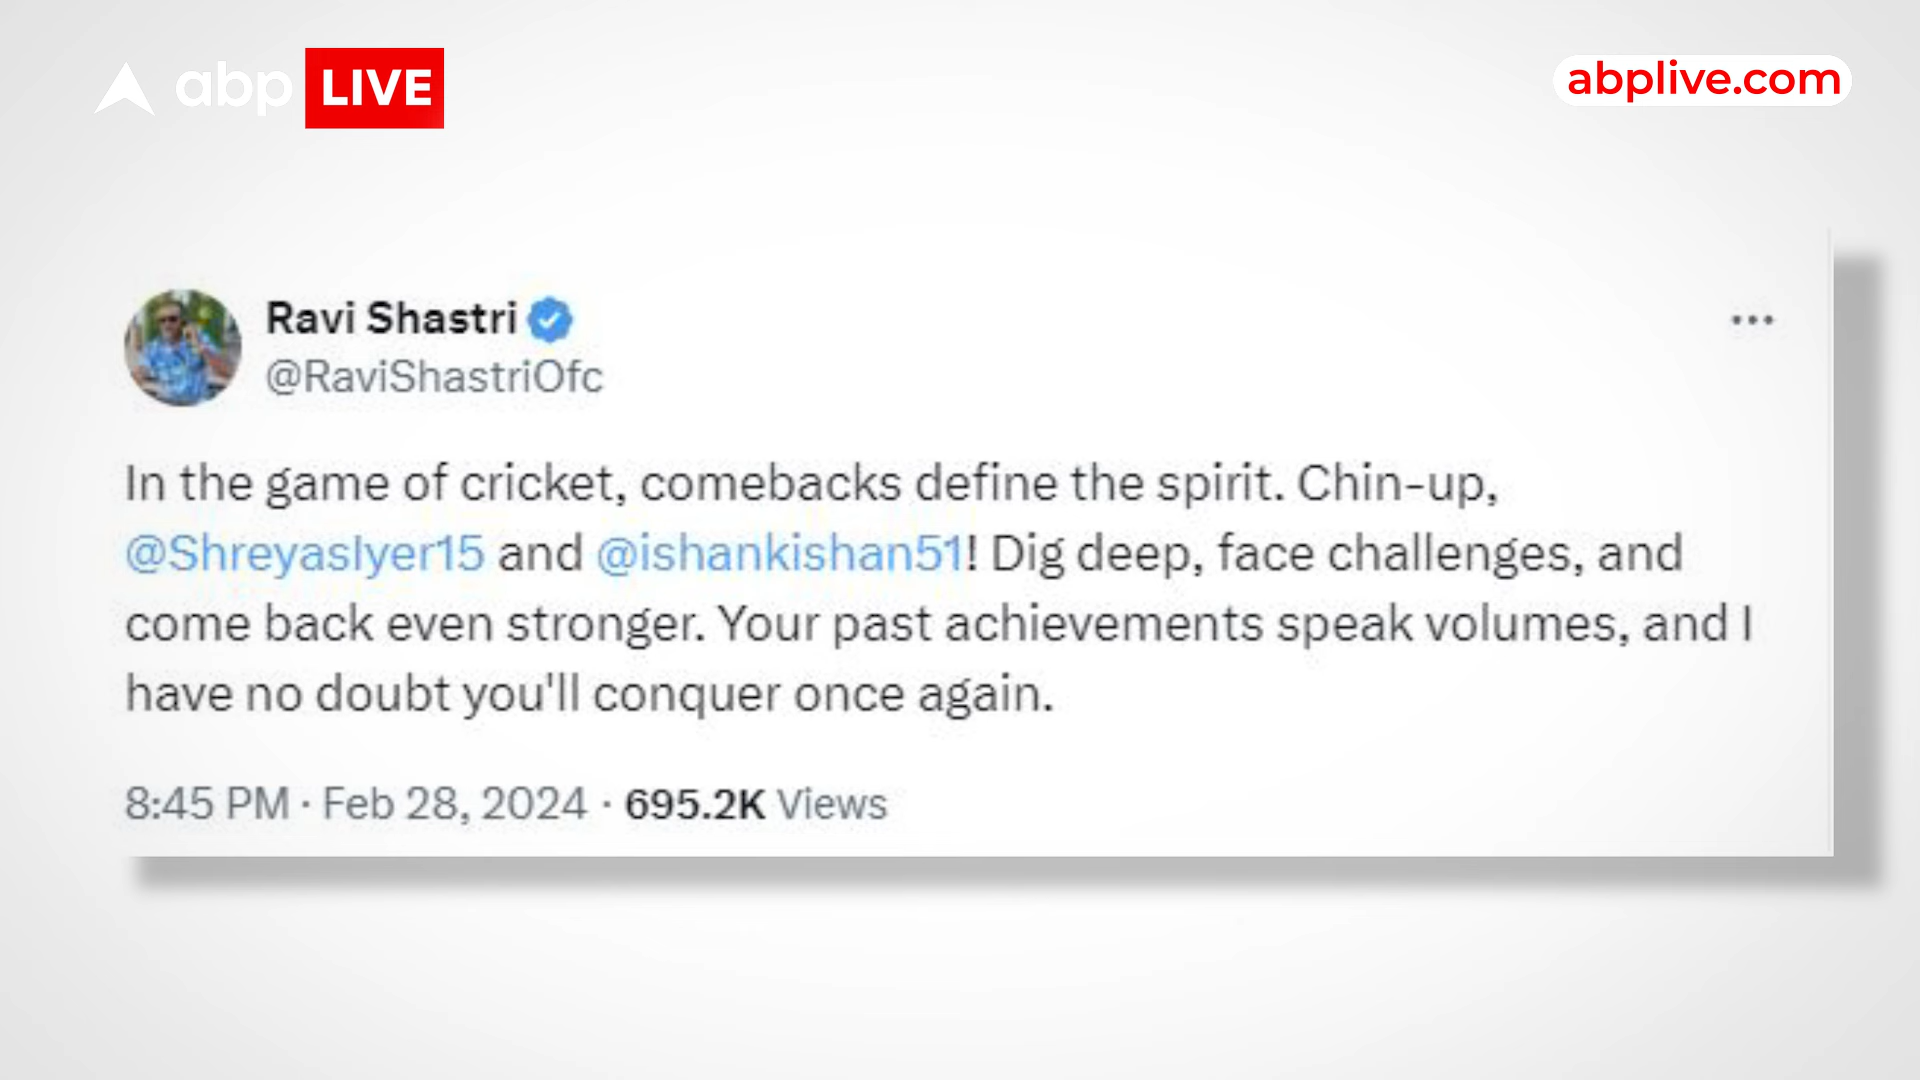 abp LIVE
abplive.com
Ravi Shastri
@RaviShastriOfc
In the game of cricket, comebacks define the spirit. Chin-up,
@ShreyasIyer15 and @ishankishan51! Dig deep, face challenges, and
come back even stronger. Your past achievements speak volumes, and I
have no doubt you'll conquer once again.
8:45 PM · Feb 28, 2024 · 695.2K Views